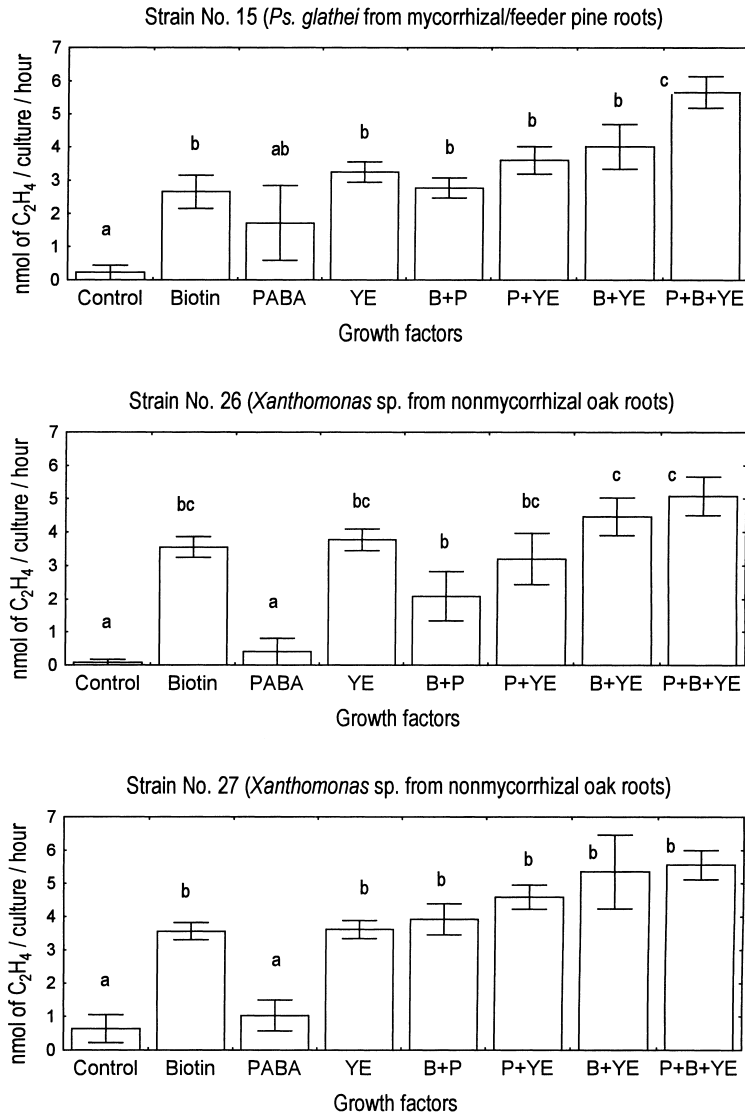 Strain No. 15 (Ps. glathei from mycorrhizal/feeder pine roots)
nmol of C₂H₄ / culture / hour
7
6
5
4
3
2
1
0
a
b
ab
b
b
b
b
c
Control Biotin PABA YE B+P P+YE B+YE P+B+YE
Growth factors
Strain No. 26 (Xanthomonas sp. from nonmycorrhizal oak roots)
nmol of C₂H₄ / culture / hour
7
6
5
4
3
2
1
0
a
bc
a
bc
b
bc
c
c
Control Biotin PABA YE B+P P+YE B+YE P+B+YE
Growth factors
Strain No. 27 (Xanthomonas sp. from nonmycorrhizal oak roots)
nmol of C₂H₄ / culture / hour
7
6
5
4
3
2
1
0
a
b
a
b
b
b
b
b
Control Biotin PABA YE B+P P+YE B+YE P+B+YE
Growth factors